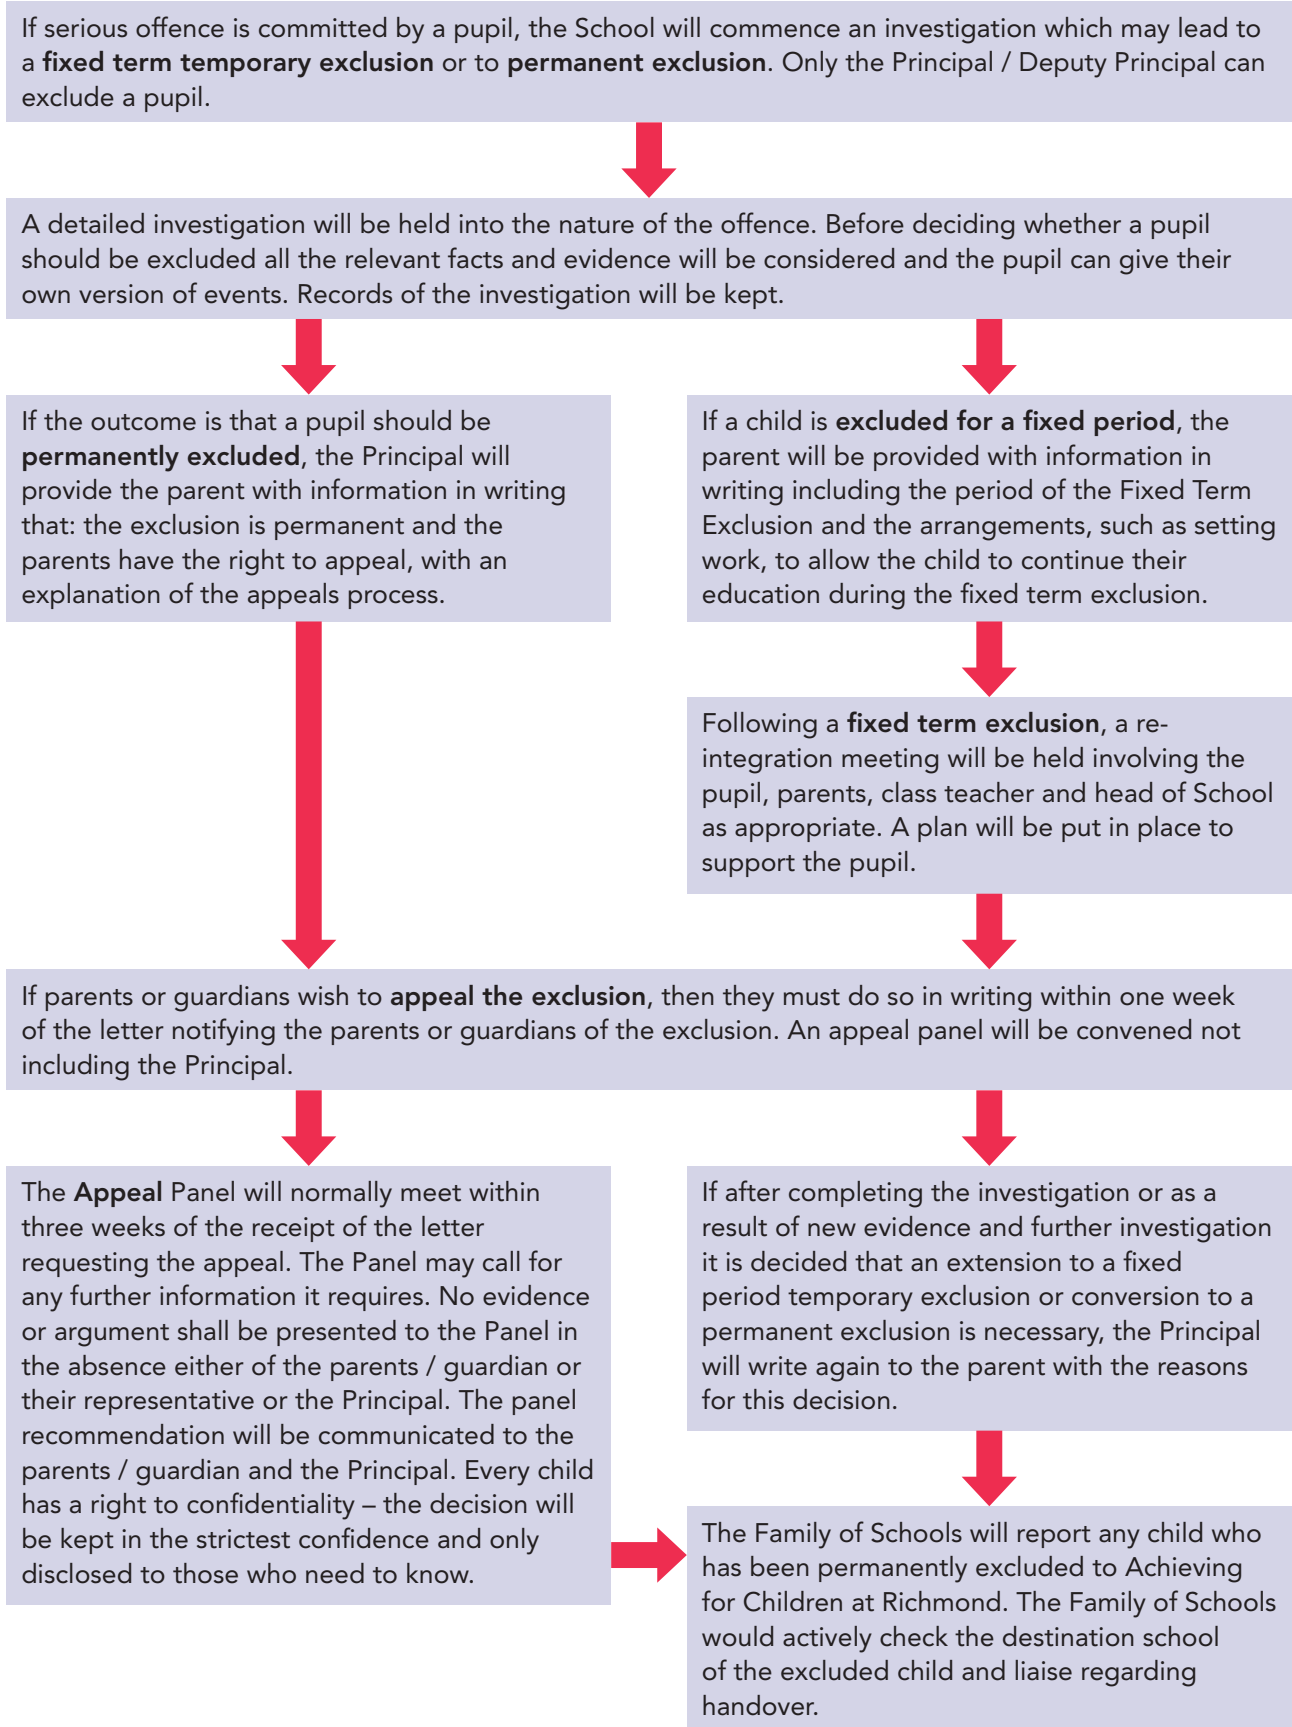 If serious offence is committed by a pupil, the School will commence an investigation which may lead to
a fixed term temporary exclusion or to permanent exclusion. Only the Principal / Deputy Principal can
exclude a pupil.
A detailed investigation will be held into the nature of the offence. Before deciding whether a pupil
should be excluded all the relevant facts and evidence will be considered and the pupil can give their
own version of events. Records of the investigation will be kept.
If the outcome is that a pupil should be
permanently excluded, the Principal will
provide the parent with information in writing
that: the exclusion is permanent and the
parents have the right to appeal, with an
explanation of the appeals process.
If a child is excluded for a fixed period, the
parent will be provided with information in
writing including the period of the Fixed Term
Exclusion and the arrangements, such as setting
work, to allow the child to continue their
education during the fixed term exclusion.
Following a fixed term exclusion, a re-
integration meeting will be held involving the
pupil, parents, class teacher and head of School
as appropriate. A plan will be put in place to
support the pupil.
If parents or guardians wish to appeal the exclusion, then they must do so in writing within one week
of the letter notifying the parents or guardians of the exclusion. An appeal panel will be convened not
including the Principal.
The Appeal Panel will normally meet within
three weeks of the receipt of the letter
requesting the appeal. The Panel may call for
any further information it requires. No evidence
or argument shall be presented to the Panel in
the absence either of the parents / guardian or
their representative or the Principal. The panel
recommendation will be communicated to the
parents / guardian and the Principal. Every child
has a right to confidentiality – the decision will
be kept in the strictest confidence and only
disclosed to those who need to know.
If after completing the investigation or as a
result of new evidence and further investigation
it is decided that an extension to a fixed
period temporary exclusion or conversion to a
permanent exclusion is necessary, the Principal
will write again to the parent with the reasons
for this decision.
The Family of Schools will report any child who
has been permanently excluded to Achieving
for Children at Richmond. The Family of Schools
would actively check the destination school
of the excluded child and liaise regarding
handover.